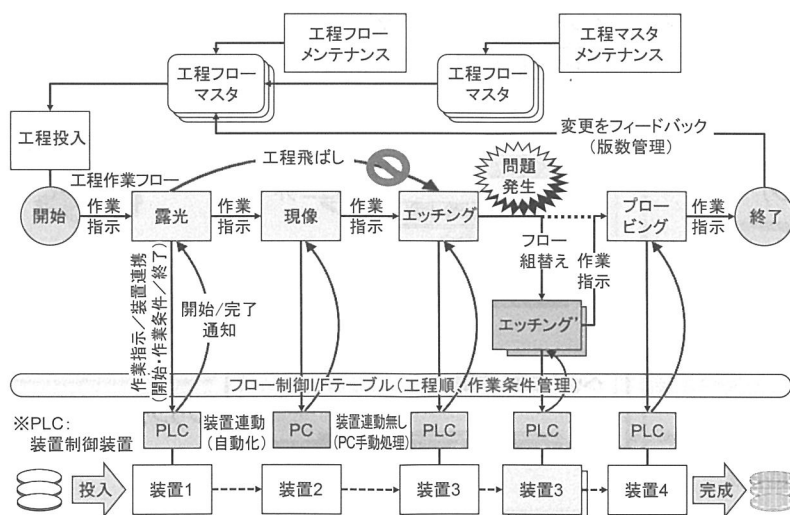 工程フロー
メンテナンス
工程マスタ
メンテナンス
工程フロー
マスタ
工程フロー
マスタ
工程投入
変更をフィードバック
(版数管理)
工程飛ばし
問題
発生
工程作業フロー
開始
作業
指示
露光
作業
指示
現像
作業
指示
エッチング
プロー
ビング
作業
指示
終了
フロー
組替え
作業
指示
エッチング'
作業指示/装置連携
(開始・作業条件/終了)
開始/完了
通知
フロー制御I/Fテーブル(工程順、作業条件管理)
※PLC:
装置制御装置
PLC
装置連動
(自動化)
PC
装置連動無し
(PC手動処理)
PLC
PLC
PLC
投入
装置1
装置2
装置3
装置3
装置4
完成